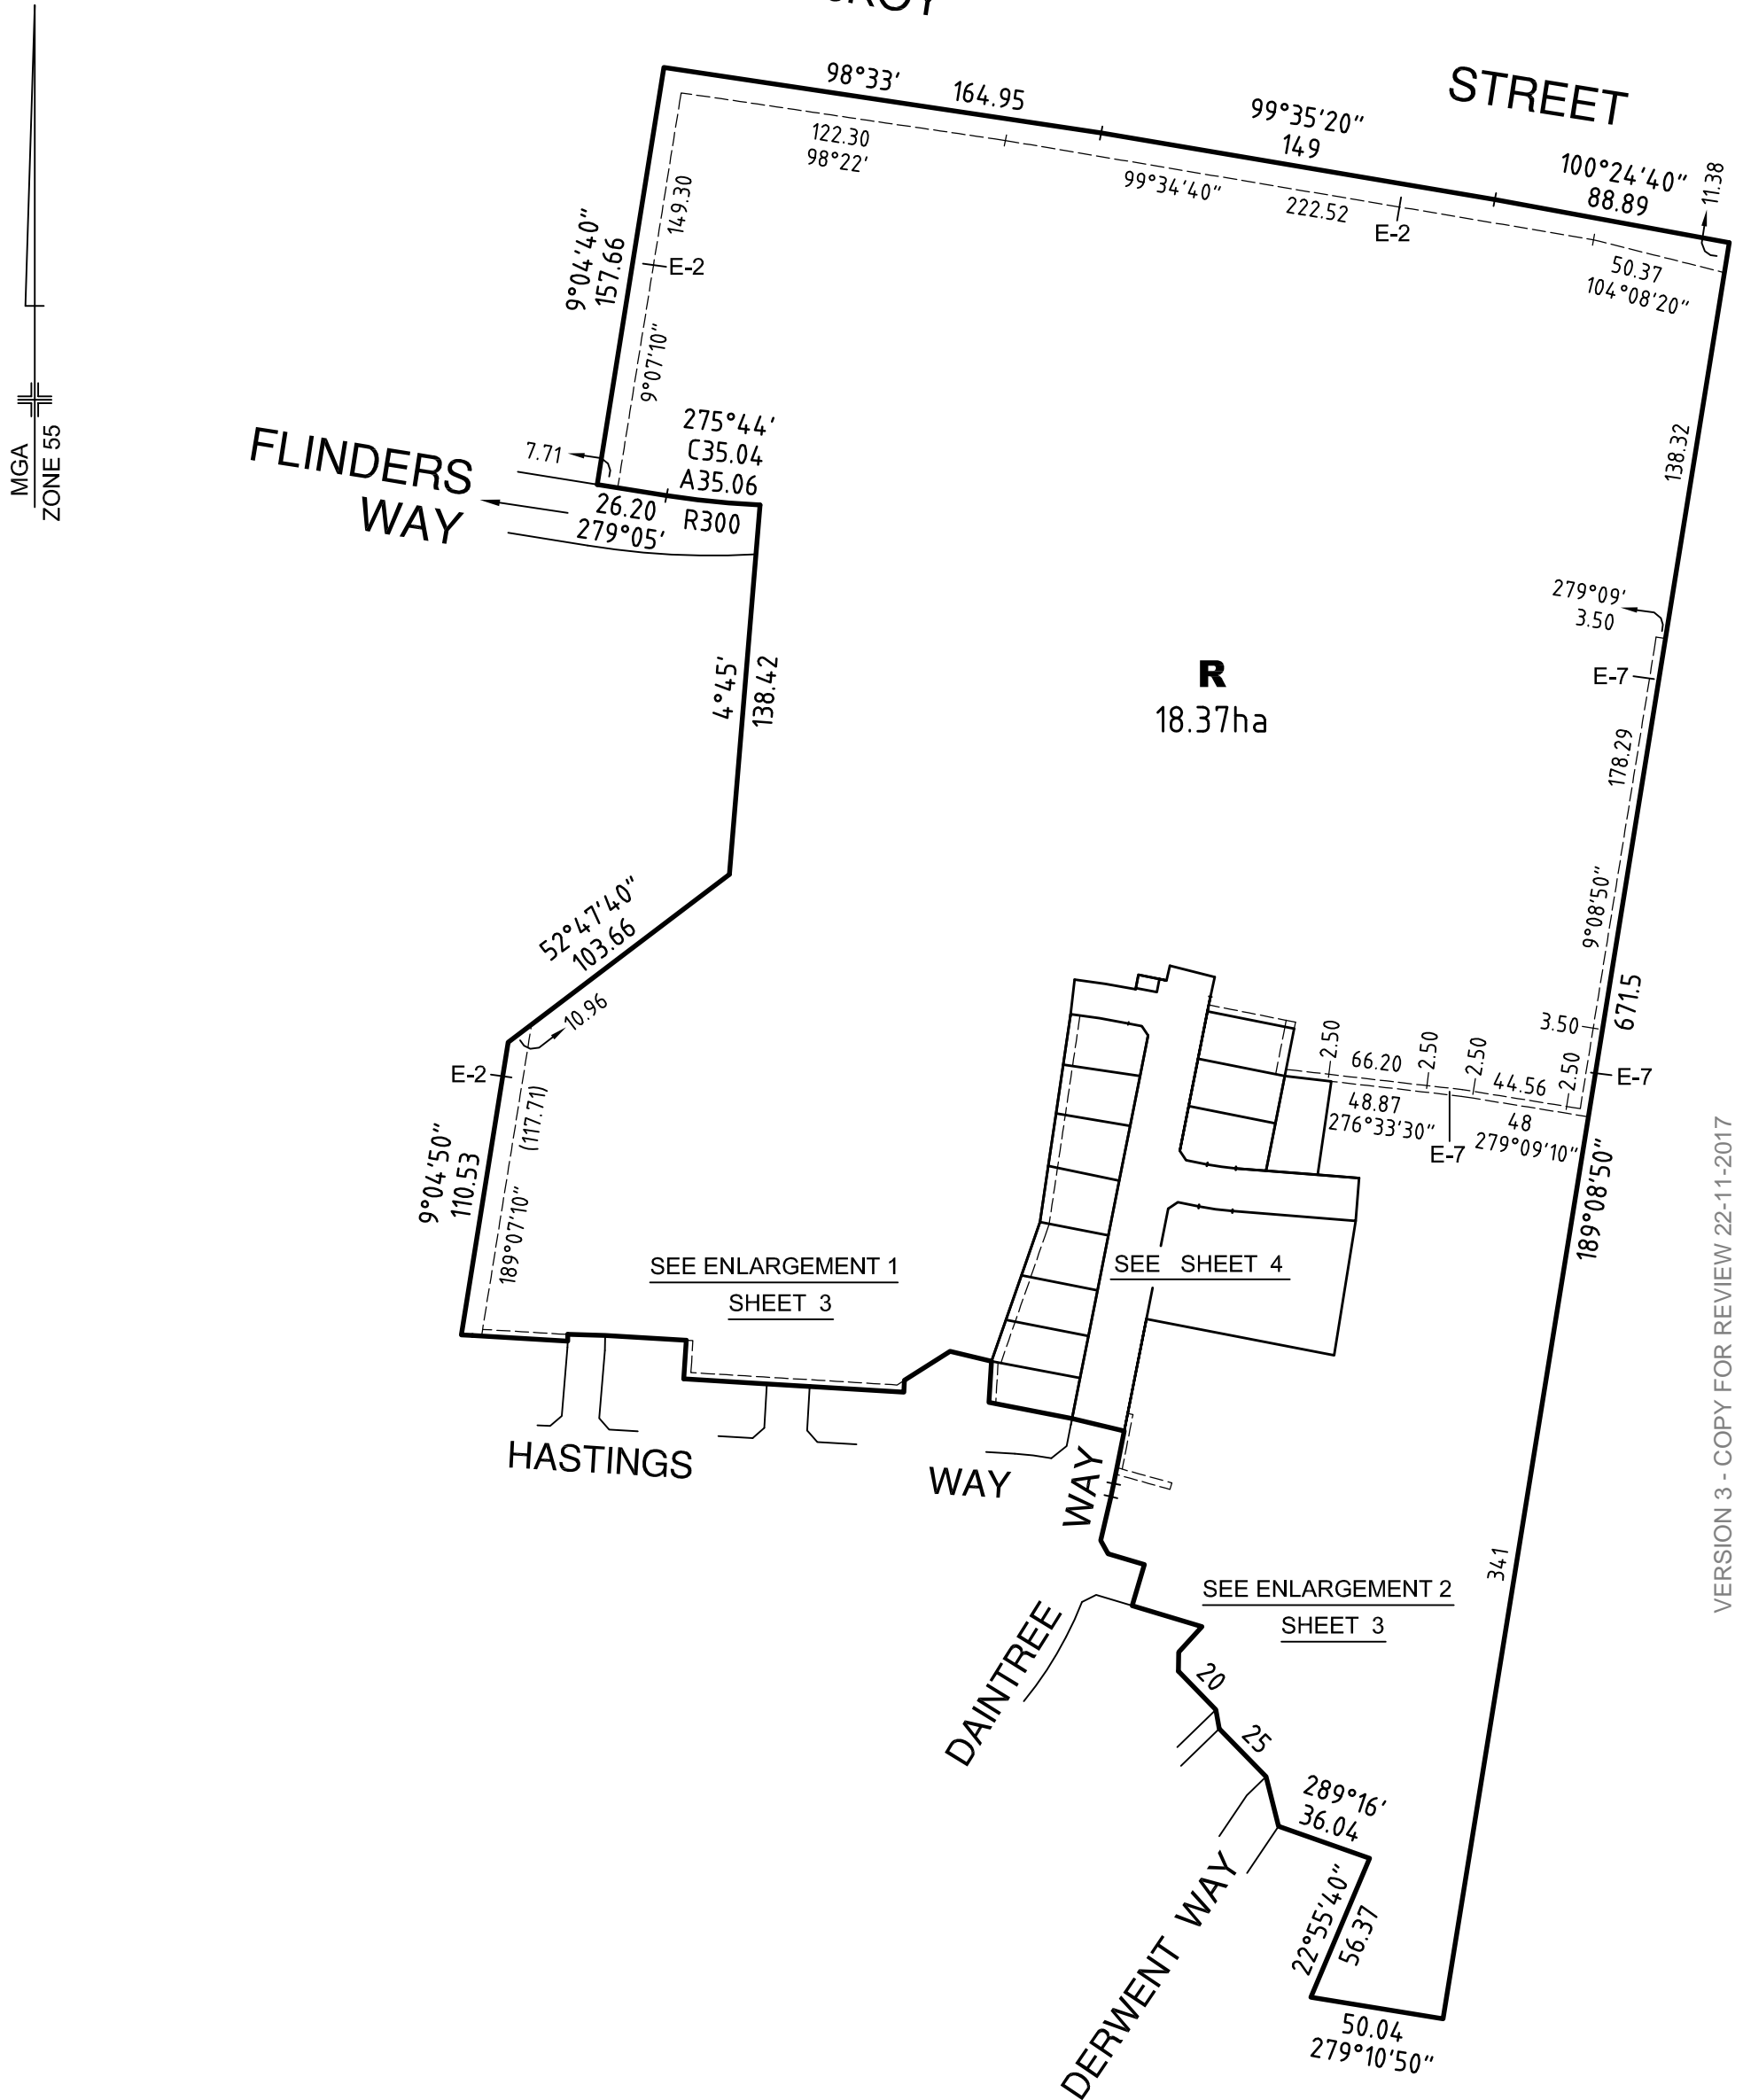 STREET
98°33'
164.95
99°35'20"
149
100°24'40"
88.89
11.38
122.30
98°22'
99°34'40"
222.52
E-2
50.37
104°08'20"
149.30
9°04'40"
157.66
E-2
9°07'10"
MGA
ZONE 55
FLINDERS
WAY
7.71
275°44'
C35.04
A35.06
26.20
R300
279°05'
138.32
279°09'
3.50
E-7
R
18.37ha
4°45'
138.42
178.29
9°08'50"
52°47'40"
103.66
10.96
671.5
3.50
2.50
66.20
2.50
2.50
44.56
2.50
E-7
48.87
276°33'30"
E-7
48
279°09'10"
E-2
(117.71)
9°04'50"
110.53
189°07'10"
189°08'50"
SEE ENLARGEMENT 1
SHEET 3
SEE SHEET 4
HASTINGS
WAY
WAY
VERSION 3 - COPY FOR REVIEW 22-11-2017
341
SEE ENLARGEMENT 2
SHEET 3
DAINTREE
20
25
289°16'
36.04
22°55'40"
56.37
DERWENT WAY
50.04
279°10'50"